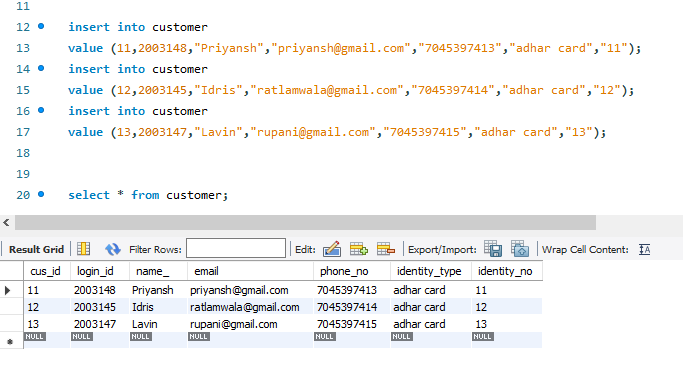 11
12 insert into customer
13 value (11,2003148,"Priyansh","priyansh@gmail.com","7045397413","adhar card","11");
14 insert into customer
15 value (12,2003145,"Idris","ratlamwala@gmail.com","7045397414","adhar card","12");
16 insert into customer
17 value (13,2003147,"Lavin","rupani@gmail.com","7045397415","adhar card","13");
18
19
20 select * from customer;
Result Grid Filter Rows: Edit: Export/Import: Wrap Cell Content: IA
cus_id login_id name_ email phone_no identity_type identity_no
11 2003148 Priyansh priyansh@gmail.com 7045397413 adhar card 11
12 2003145 Idris ratlamwala@gmail.com 7045397414 adhar card 12
13 2003147 Lavin rupani@gmail.com 7045397415 adhar card 13
NULL NULL NULL NULL NULL NULL NULL